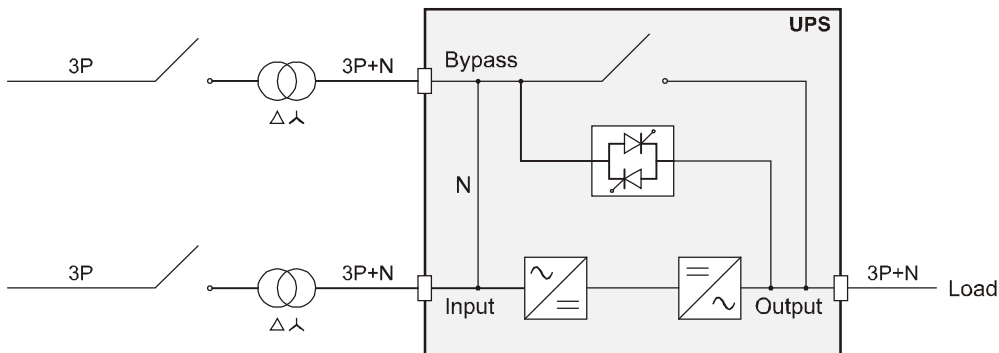 UPS
3P
3P+N
Bypass
N
3P
3P+N
Input
Output
3P+N
Load